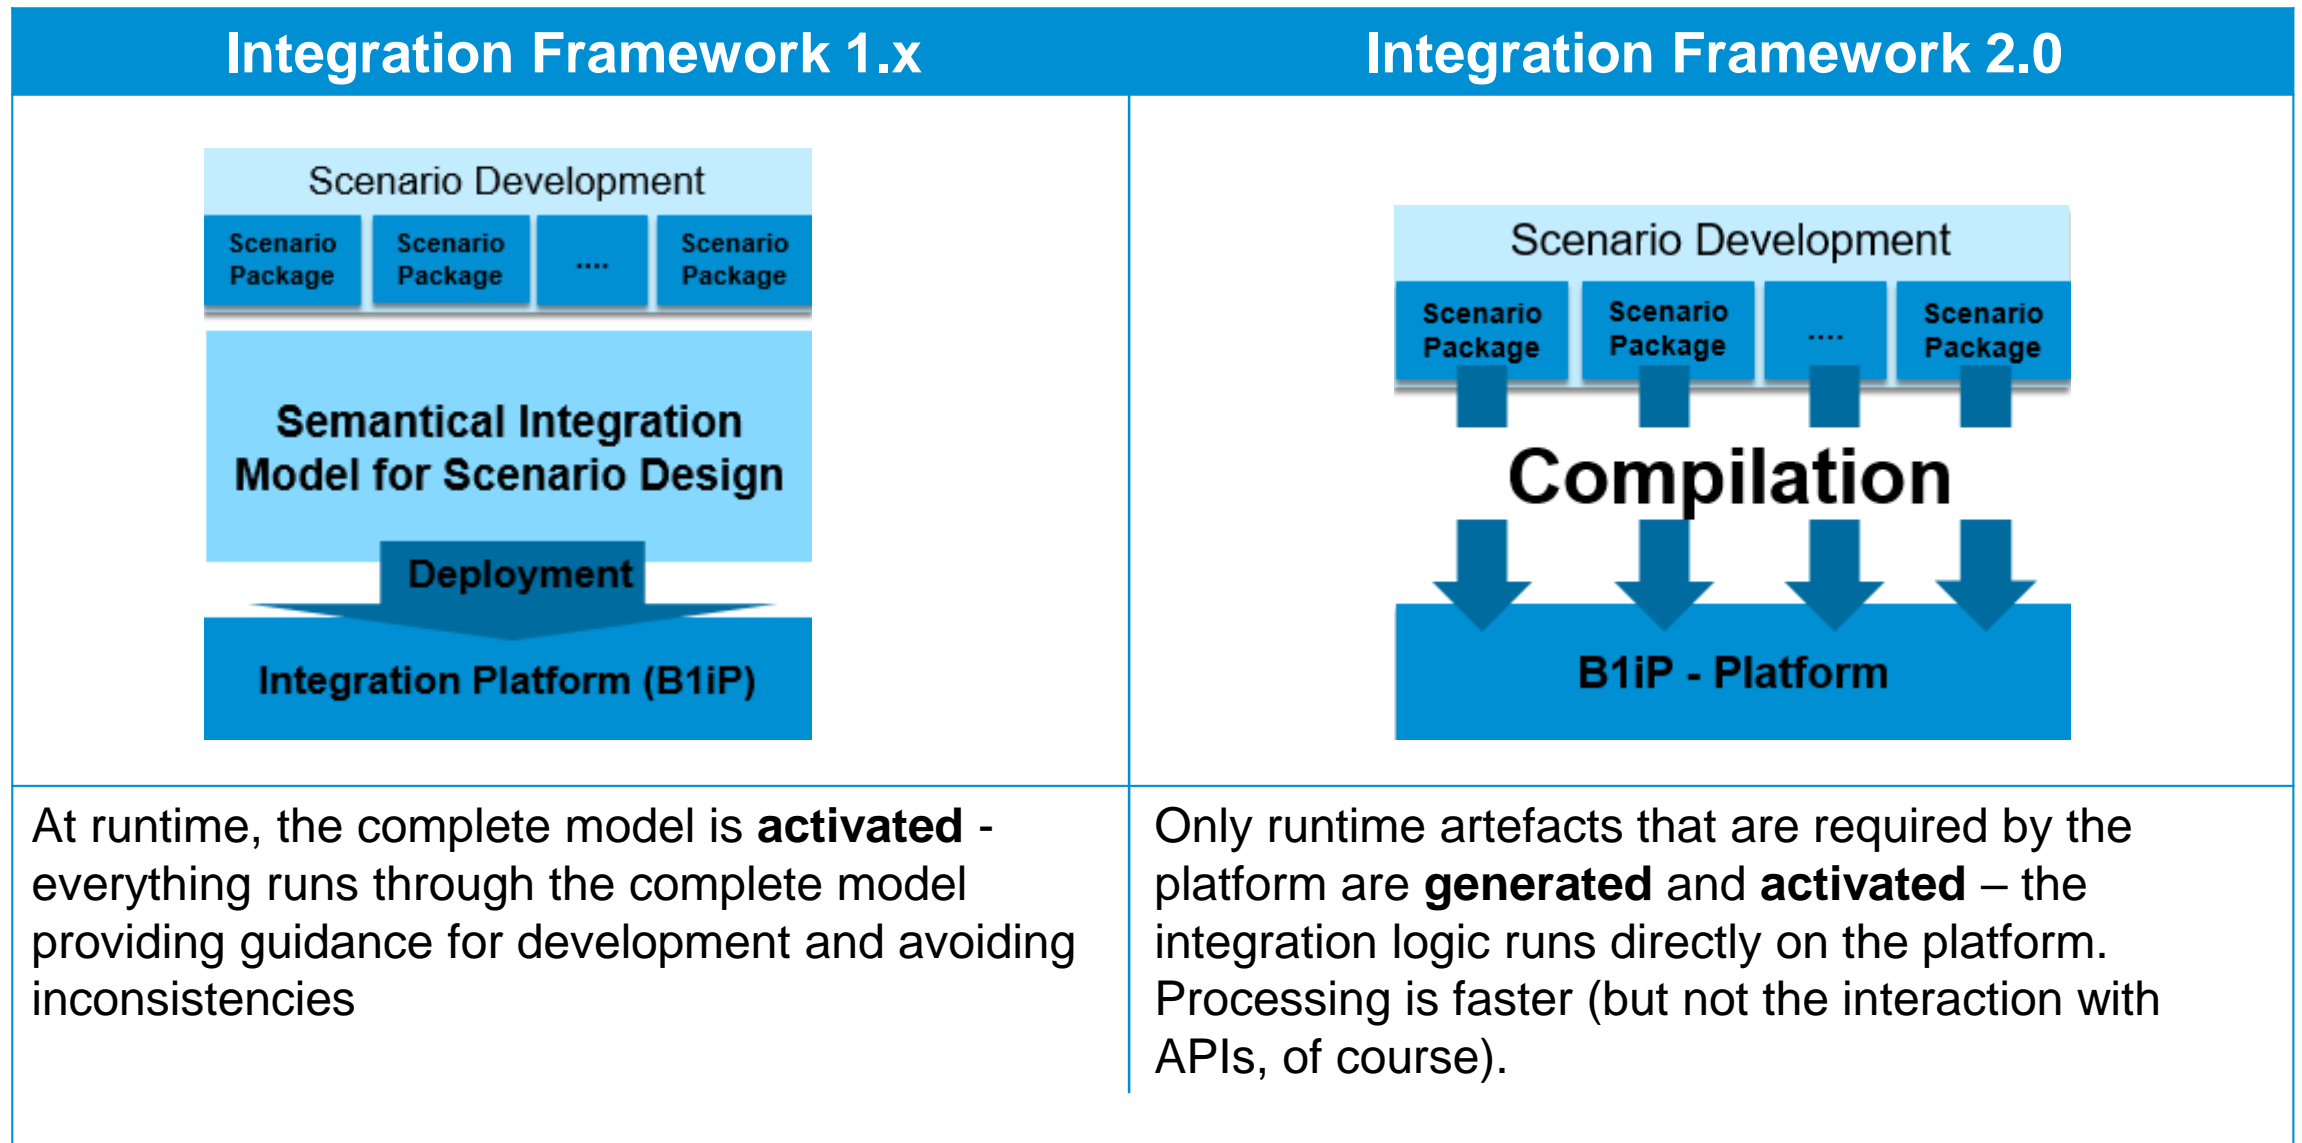 Integration Framework 1.x
Integration Framework 2.0
Scenario Development
Scenario Package
Scenario Package
....
Scenario Package
Semantical Integration
Model for Scenario Design
Deployment
Integration Platform (B1iP)
Scenario Development
Scenario Package
Scenario Package
....
Scenario Package
Compilation
B1iP - Platform
At runtime, the complete model is activated -
everything runs through the complete model
providing guidance for development and avoiding
inconsistencies
Only runtime artefacts that are required by the
platform are generated and activated – the
integration logic runs directly on the platform.
Processing is faster (but not the interaction with
APIs, of course).